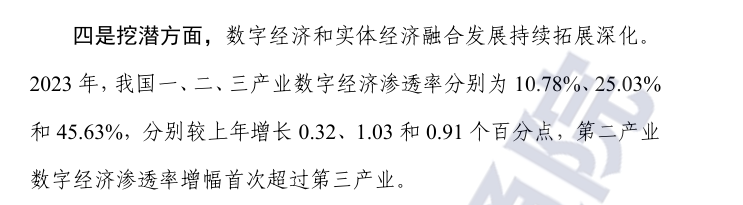 四是挖潜方面，数字经济和实体经济融合发展持续拓展深化。
2023 年，我国一、二、三产业数字经济渗透率分别为 10.78%、25.03%
和 45.63%，分别较上年增长 0.32、1.03 和 0.91 个百分点，第二产业
数字经济渗透率增幅首次超过第三产业。